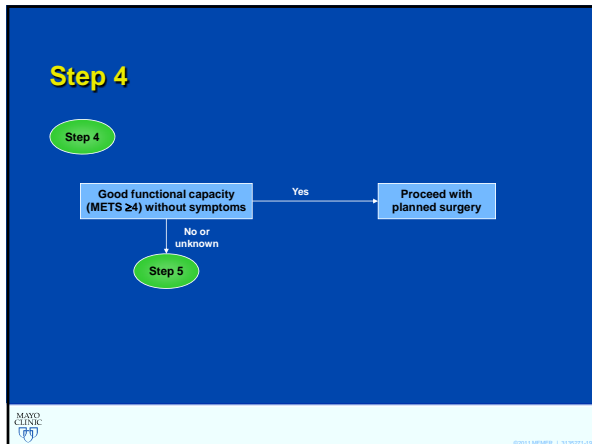 Step 4
Step 4
Good functional capacity
(METS ≥4) without symptoms
Yes
Proceed with
planned surgery
No or
unknown
Step 5
MAYO
CLINIC